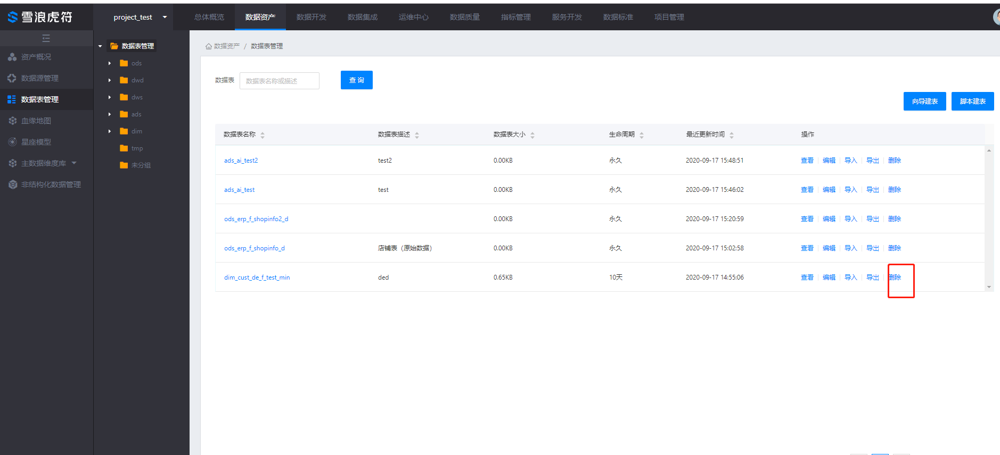 雪浪虎符
project_test
总体概览
数据资产
数据开发
数据集成
运维中心
数据质量
指标管理
服务开发
数据标准
项目管理
资产概况
数据源管理
数据表管理
血缘地图
星座模型
主数据维度库
非结构化数据管理
数据表管理
ods
dwd
dws
ads
dim
tmp
未分组
数据资产 / 数据表管理
数据表 数据表名称或描述 查 询
向导建表 脚本建表
数据表名称 数据表描述 数据表大小 生命周期 最近更新时间 操作
ads_ai_test2 test2 0.00KB 永久 2020-09-17 15:48:51 查看 编辑 导入 导出 删除
ads_ai_test test 0.00KB 永久 2020-09-17 15:46:02 查看 编辑 导入 导出 删除
ods_erp_f_shopinfo2_d 0.00KB 永久 2020-09-17 15:20:59 查看 编辑 导入 导出 删除
ods_erp_f_shopinfo_d 店铺表（原始数据） 0.00KB 永久 2020-09-17 15:02:58 查看 编辑 导入 导出 删除
dim_cust_de_f_test_min ded 0.65KB 10天 2020-09-17 14:55:06 查看 编辑 导入 导出 删除